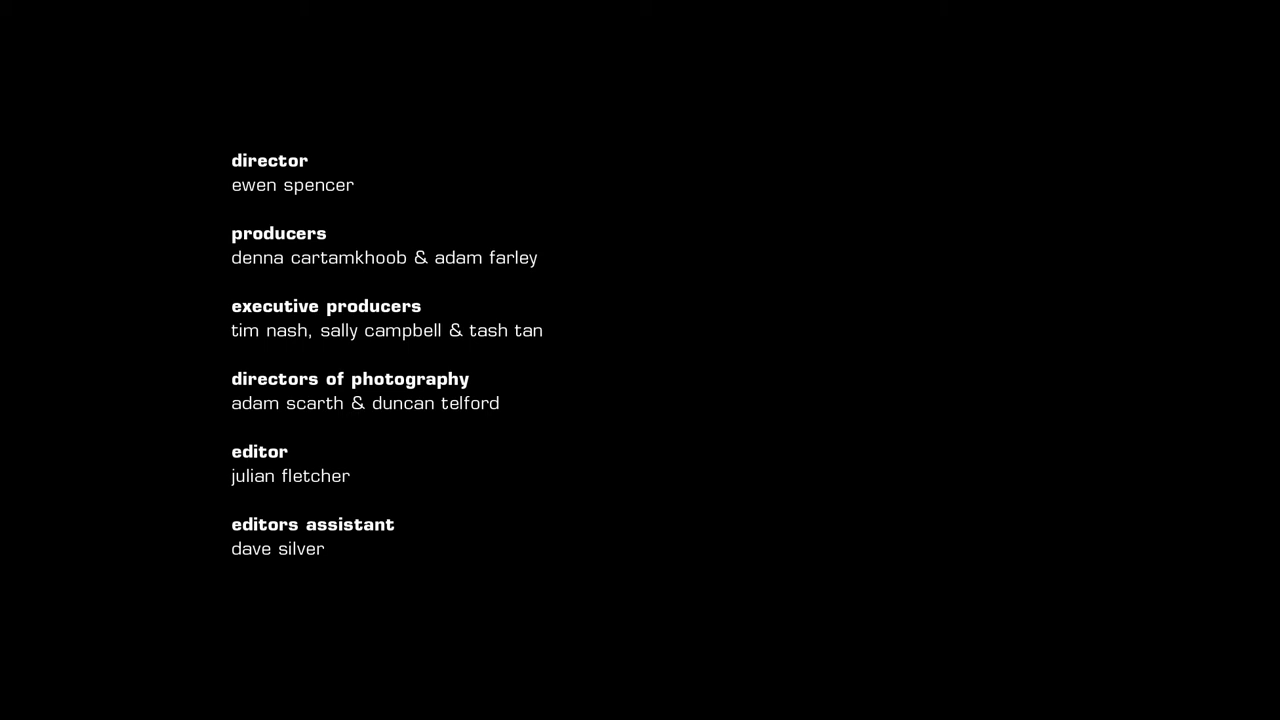 director
ewen spencer
producers
denna cartamkhoob & adam farley
executive producers
tim nash, sally campbell & tash tan
directors of photography
adam scarth & duncan telford
editor
julian fletcher
editors assistant
dave silver